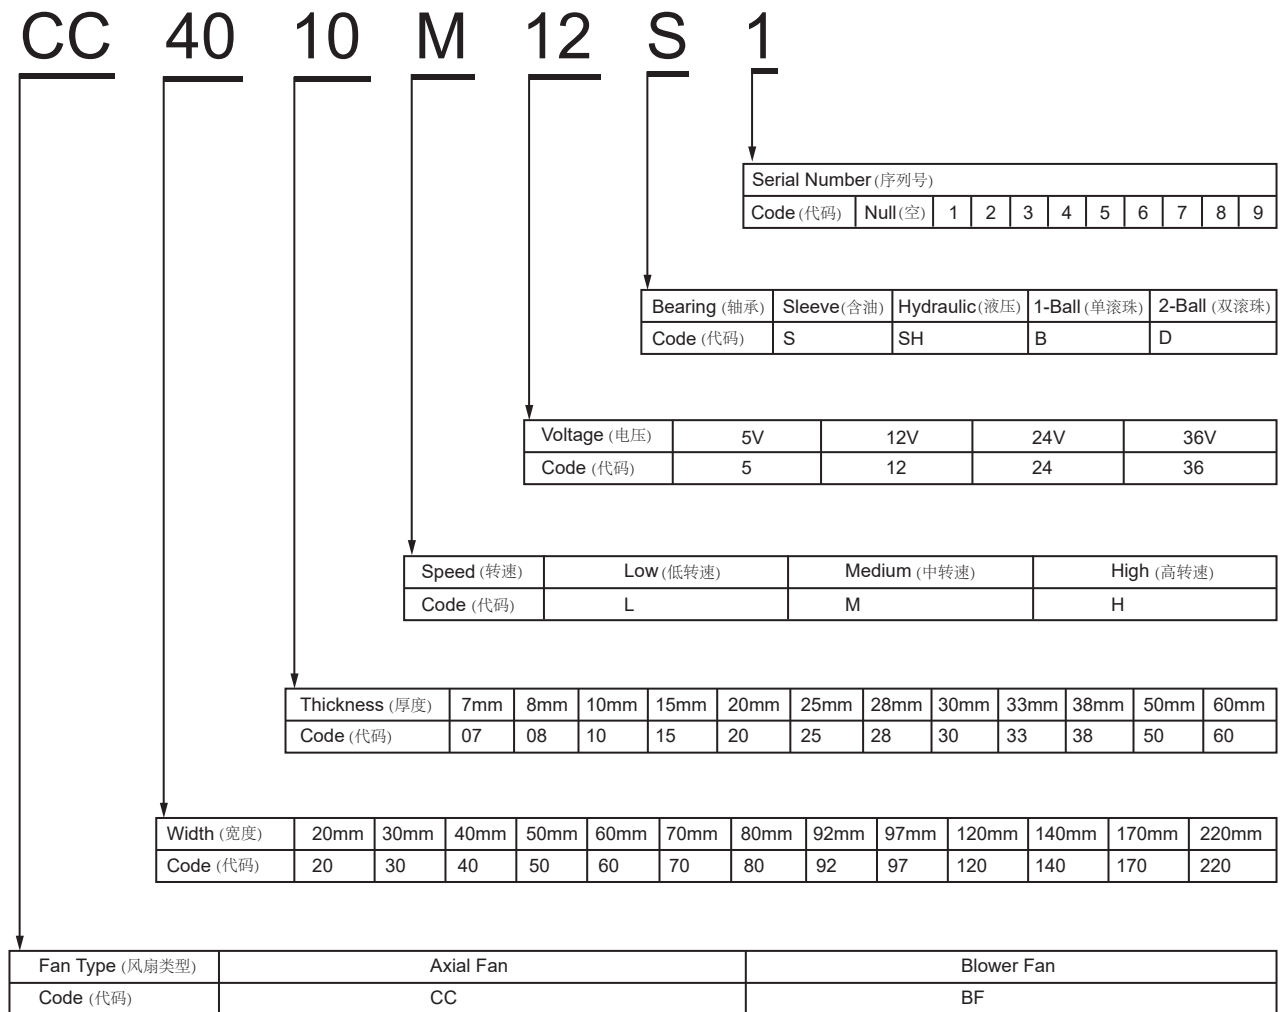 CC 40 10 M 12 S 1
Serial Number (序列号)
Code (代码) Null (空) 1 2 3 4 5 6 7 8 9
Bearing (轴承) Sleeve (含油) Hydraulic (液压) 1-Ball (单滚珠) 2-Ball (双滚珠)
Code (代码) S SH B D
Voltage (电压) 5V 12V 24V 36V
Code (代码) 5 12 24 36
Speed (转速) Low (低转速) Medium (中转速) High (高转速)
Code (代码) L M H
Thickness (厚度) 7mm 8mm 10mm 15mm 20mm 25mm 28mm 30mm 33mm 38mm 50mm 60mm
Code (代码) 07 08 10 15 20 25 28 30 33 38 50 60
Width (宽度) 20mm 30mm 40mm 50mm 60mm 70mm 80mm 92mm 97mm 120mm 140mm 170mm 220mm
Code (代码) 20 30 40 50 60 70 80 92 97 120 140 170 220
Fan Type (风扇类型) Axial Fan Blower Fan
Code (代码) CC BF